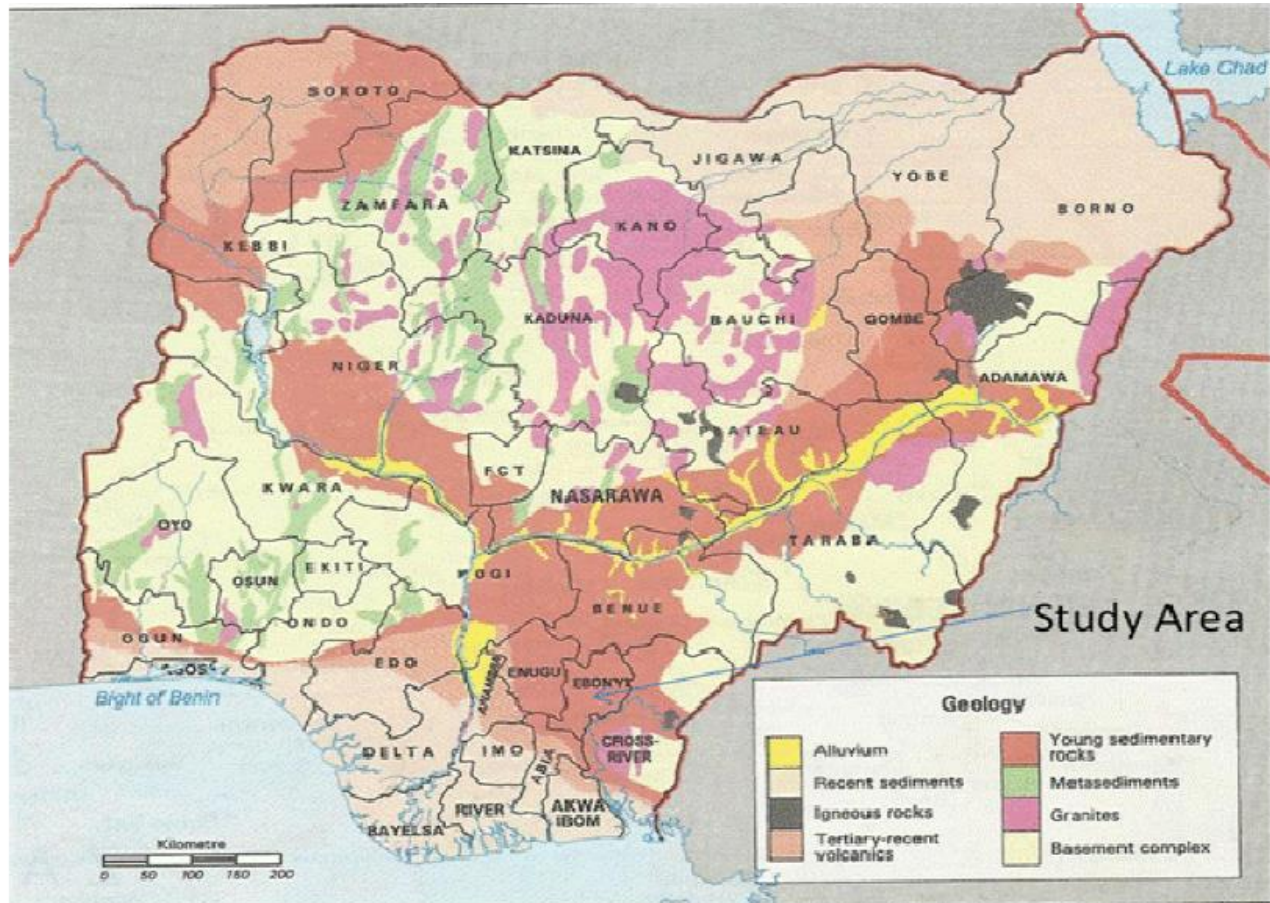 Lake Chad
SOKOTO
KATSINA
JIGAWA
YOBE
BORNO
ZAMFARA
KANO
KEBBI
KADUNA
BAUCHI
GOMBE
NIGER
ADAMAWA
PLATEAU
FCT
NASARAWA
KWARA
OYO
TARABA
KOGI
EKITI
OSUN
BENUE
Study Area
ONDO
OGUN
EDO
ENUGU
EBONYI
ANAMBRA
Bight of Benin
CROSS-
RIVER
DELTA
IMO
ABIA
RIVER
AKWA
IBOM
BAYELSA
Geology
Alluvium
Recent sediments
Igneous rocks
Tertiary-recent
volcanics
Young sedimentary
rocks
Metasediments
Granites
Basement complex
Kilometre
0 50 100 150 200